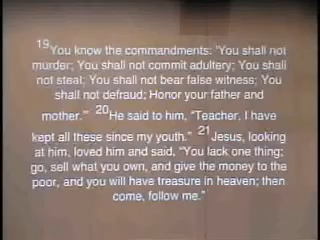 19You know the commandments: 'You shall not
murder; You shall not commit adultery; You shall
not steal; You shall not bear false witness; You
shall not defraud; Honor your father and
mother.'" 20He said to him, "Teacher, I have
kept all these since my youth." 21Jesus, looking
at him, loved him and said, "You lack one thing;
go, sell what you own, and give the money to the
poor, and you will have treasure in heaven; then
come, follow me."